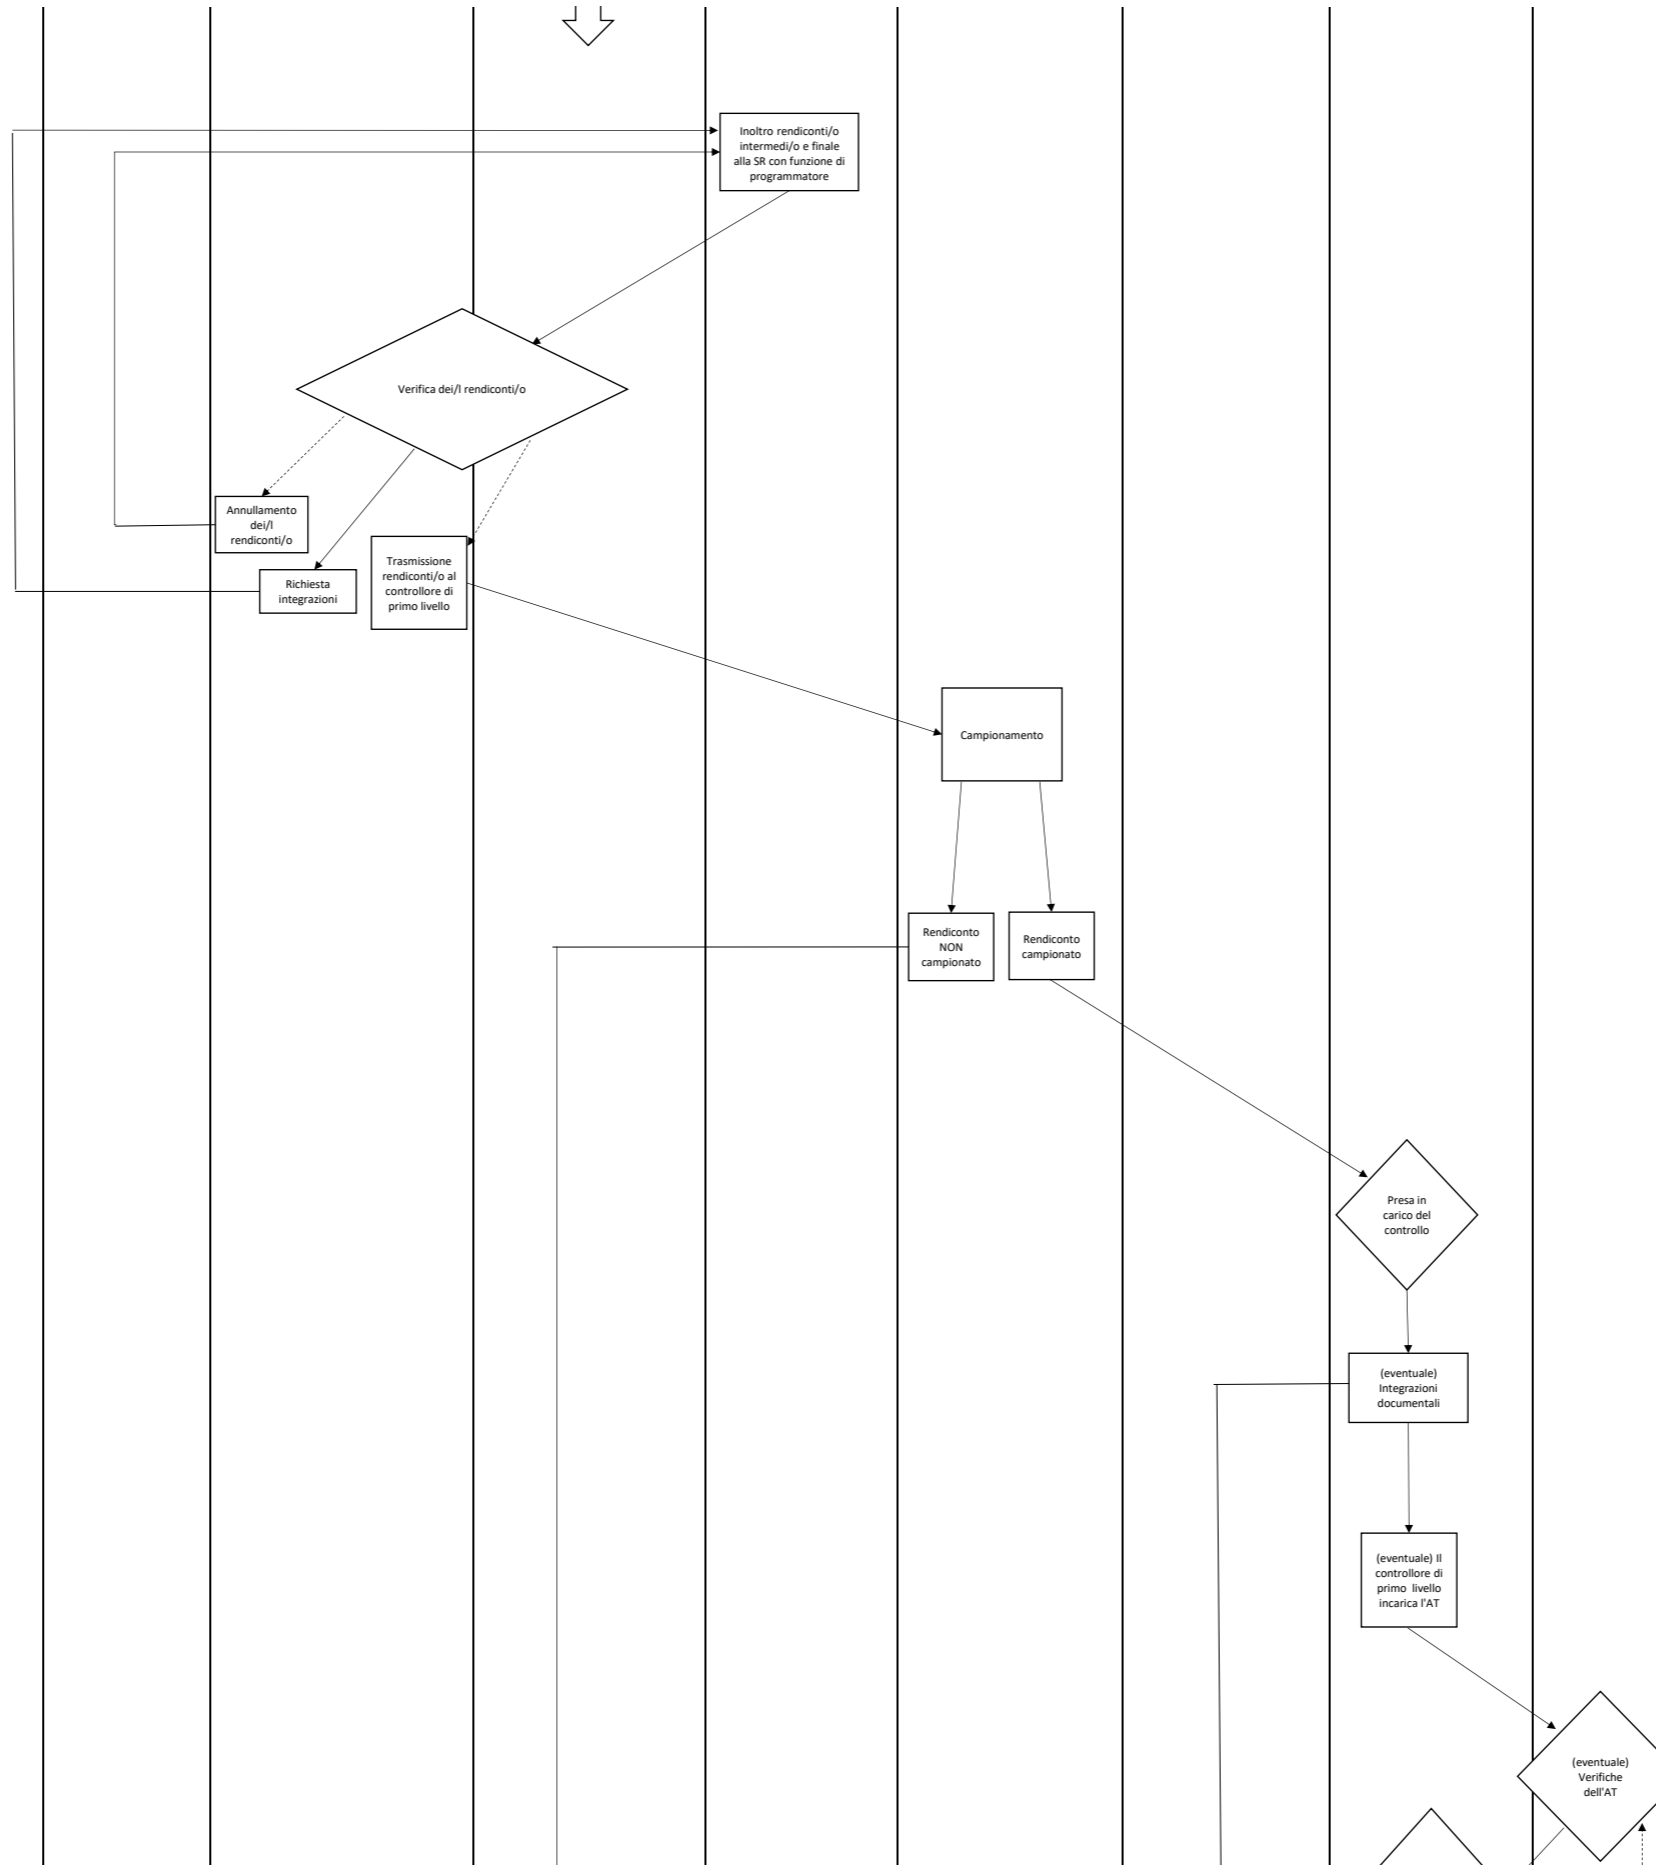 Inoltro rendiconti/o
intermedi/o e finale
alla SR con funzione di
programmatore
Verifica dei/l rendiconti/o
Annullamento
dei/l
rendiconti/o
Richiesta
integrazioni
Trasmissione
rendiconti/o al
controllore di
primo livello
Campionamento
Rendiconto
NON
campionato
Rendiconto
campionato
Presa in
carico del
controllo
(eventuale)
Integrazioni
documentali
(eventuale) Il
controllore di
primo livello
incarica l'AT
(eventuale)
Verifiche
dell'AT